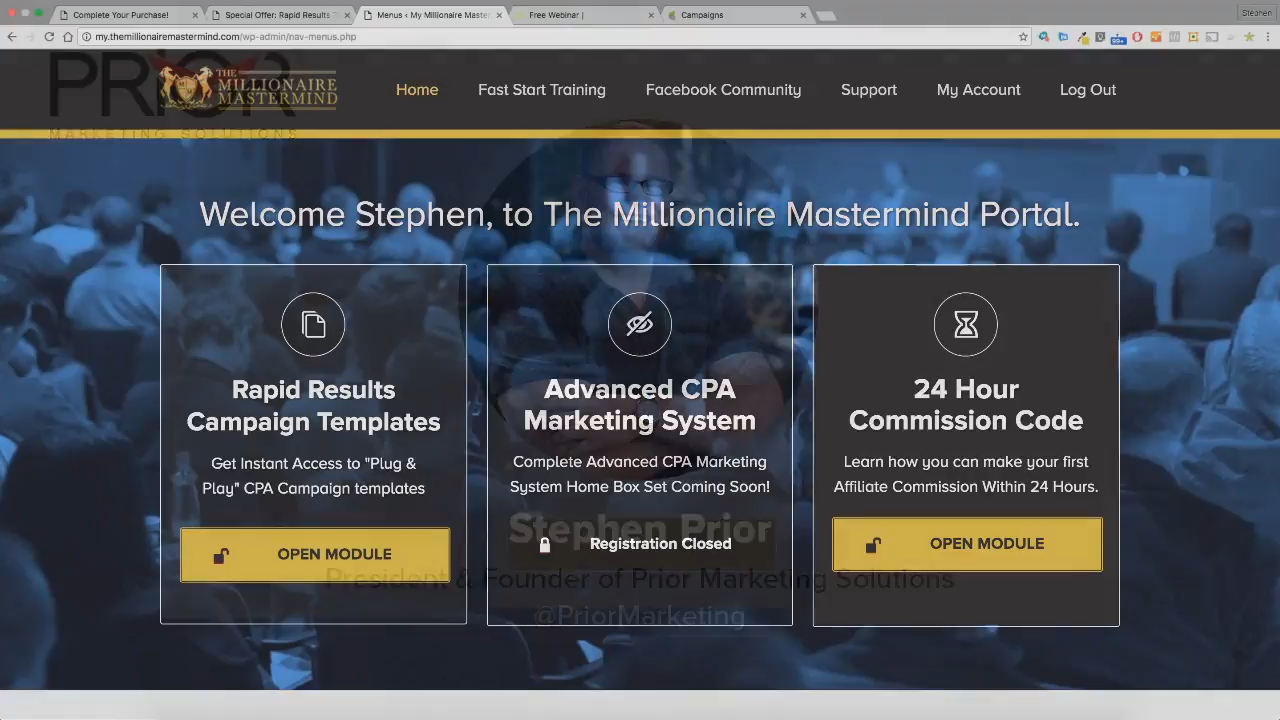 Complete Your Purchase!
Special Offer: Rapid Results
Menus ‹ My Millionaire Master
Free Webinar |
Campaigns
Stephen
my.themillionairemastermind.com/wp-admin/nav-menus.php
99+
PRIOR
MARKETING SOLUTIONS
THE
MILLIONAIRE
MASTERMIND
Home
Fast Start Training
Facebook Community
Support
My Account
Log Out
Welcome Stephen, to The Millionaire Mastermind Portal.
Rapid Results
Campaign Templates
Get Instant Access to "Plug &
Play" CPA Campaign templates
OPEN MODULE
Advanced CPA
Marketing System
Complete Advanced CPA Marketing
System Home Box Set Coming Soon!
Registration Closed
24 Hour
Commission Code
Learn how you can make your first
Affiliate Commission Within 24 Hours.
OPEN MODULE
Stephen Prior
President & Founder of Prior Marketing Solutions
@PriorMarketing